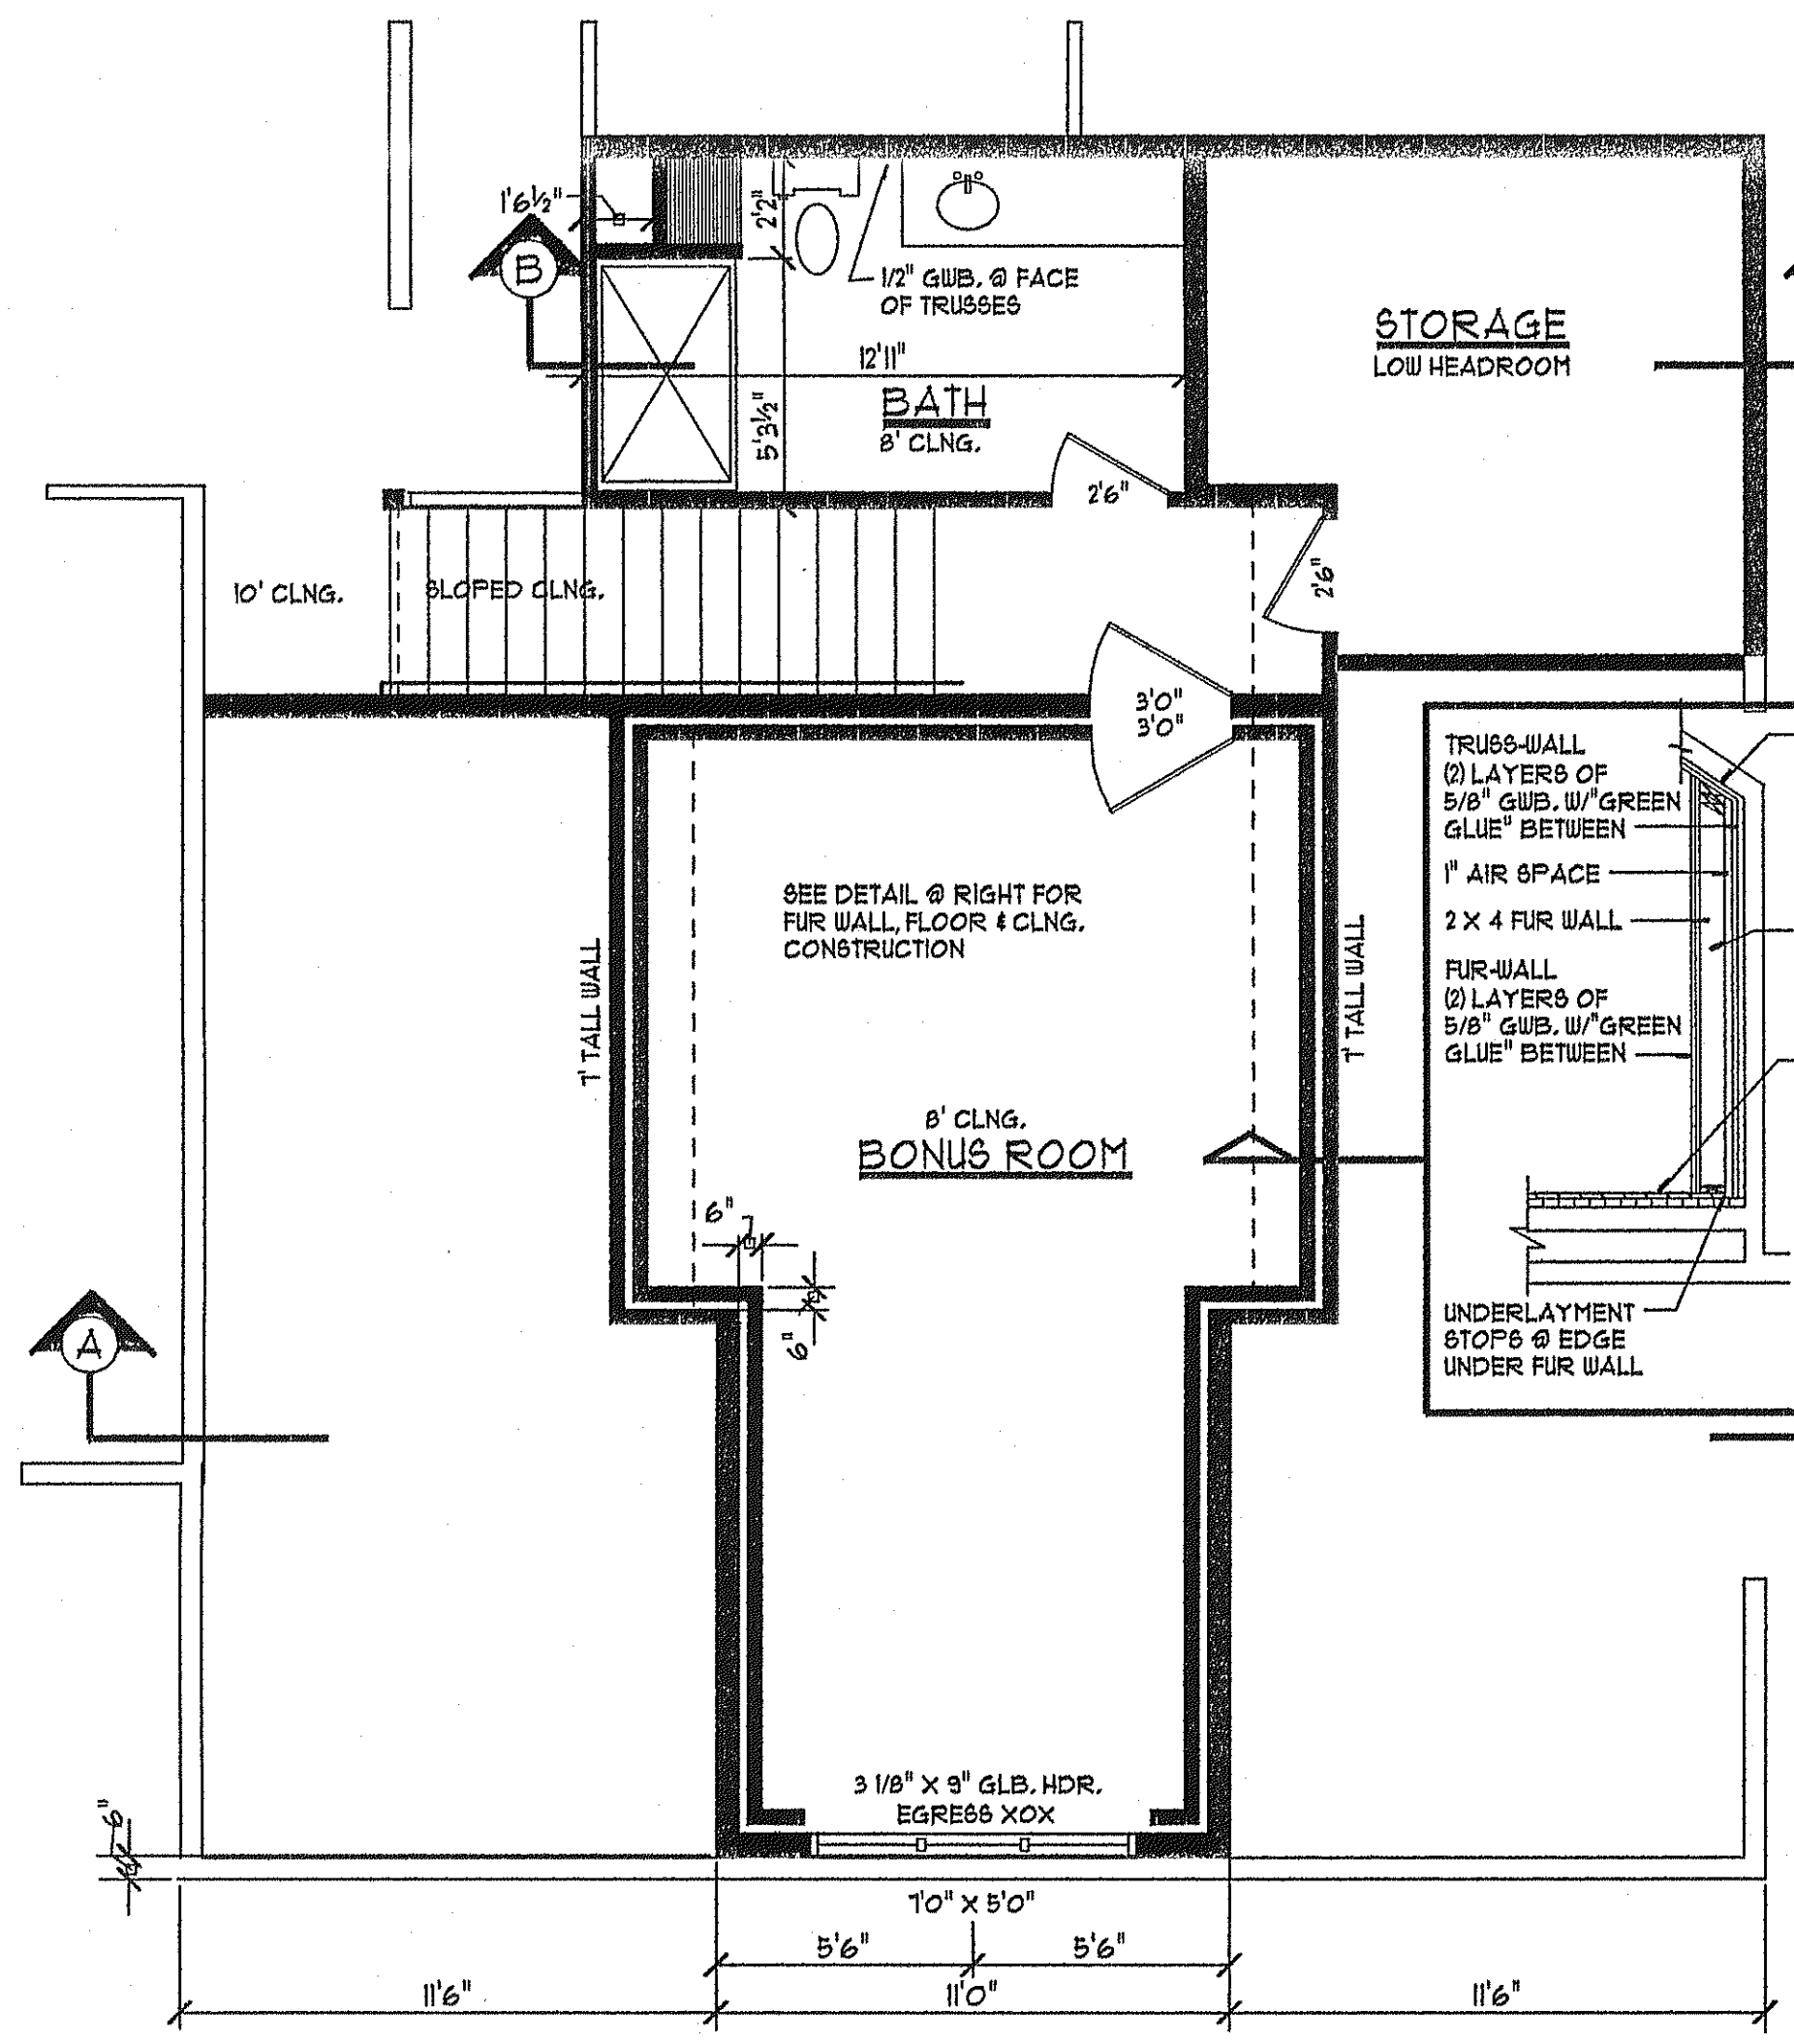 1'6½"
B
2'2"
1/2" GWB. @ FACE
OF TRUSSES
STORAGE
LOW HEADROOM
12'11"
BATH
8' CLNG.
5'3½"
2'6"
2'6"
10' CLNG.
SLOPED CLNG.
3'0"
3'0"
TRUSS-WALL
(2) LAYERS OF
5/8" GWB. W/"GREEN
GLUE" BETWEEN
1" AIR SPACE
2 X 4 FUR WALL
FUR-WALL
(2) LAYERS OF
5/8" GWB. W/"GREEN
GLUE" BETWEEN
SEE DETAIL @ RIGHT FOR
FUR WALL, FLOOR & CLNG.
CONSTRUCTION
7' TALL WALL
7' TALL WALL
8' CLNG.
BONUS ROOM
6"
6"
A
UNDERLAYMENT
STOPS @ EDGE
UNDER FUR WALL
3 1/8" X 9" GLB. HDR.
EGRESS XOX
6"
7'0" X 5'0"
5'6"
5'6"
11'6"
11'0"
11'6"